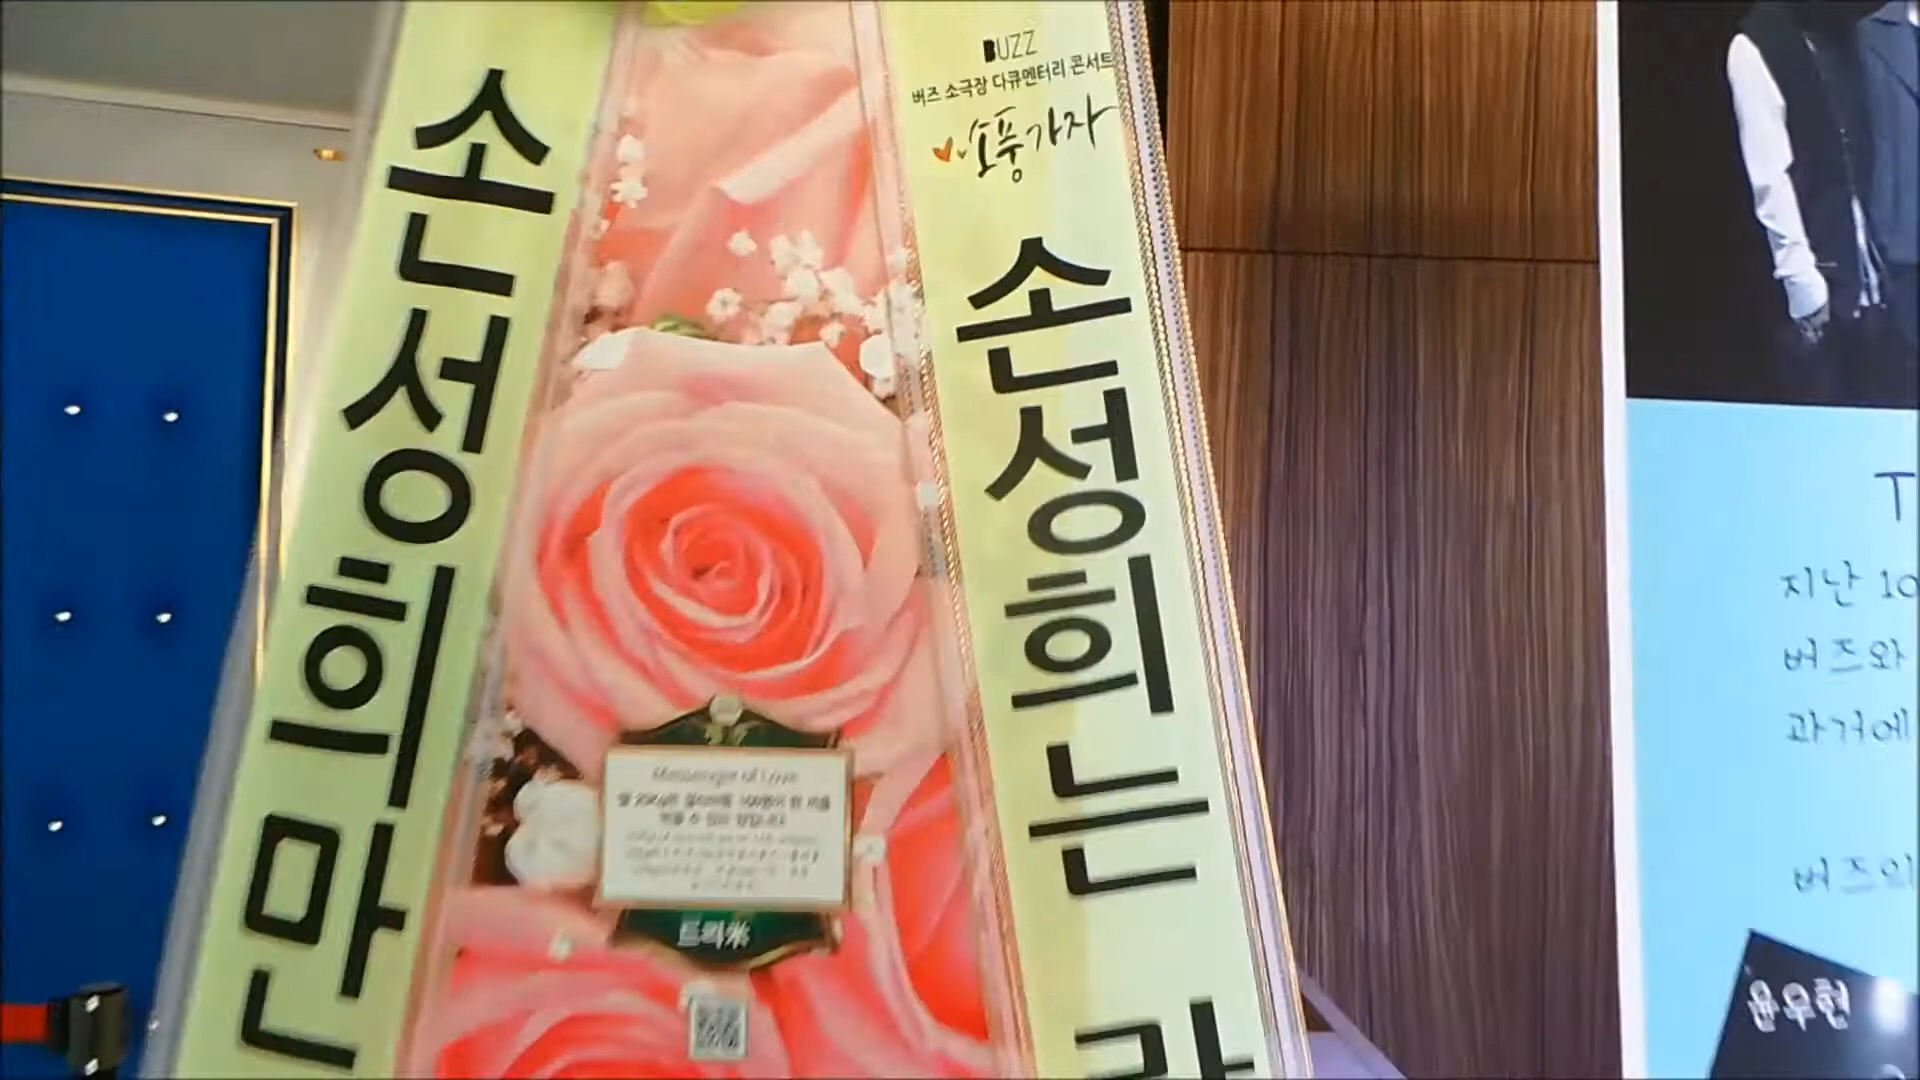 손성희만
BUZZ
버즈 소극장 다큐멘터리 콘서트
소풍가자
손성희는
Messenger of Love
드리米
T
지난 10
버즈와
과거에
버즈의
윤우현